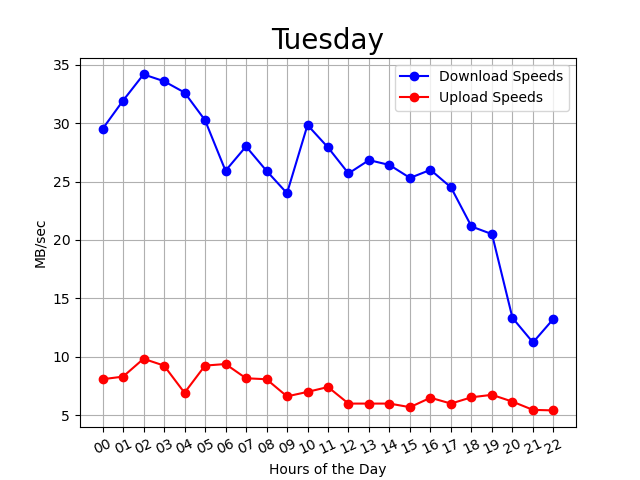 Tuesday
Download Speeds
Upload Speeds
MB/sec
35
30
25
20
15
10
5
00 01 02 03 04 05 06 07 08 09 10 11 12 13 14 15 16 17 18 19 20 21 22
Hours of the Day